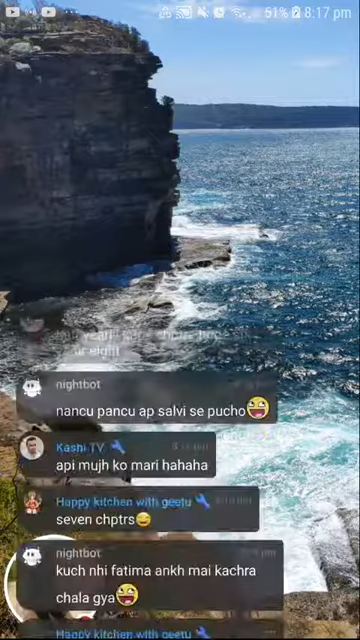 51% 8:17 pm
nightbot
nancu pancu ap salvi se pucho😆
Kashi TV 🔧
api mujh ko mari hahaha
Happy kitchen with geetu 🔧
seven chptrs😅
nightbot
kuch nhi fatima ankh mai kachra
chala gya😆
Happy kitchen with geetu 🔧